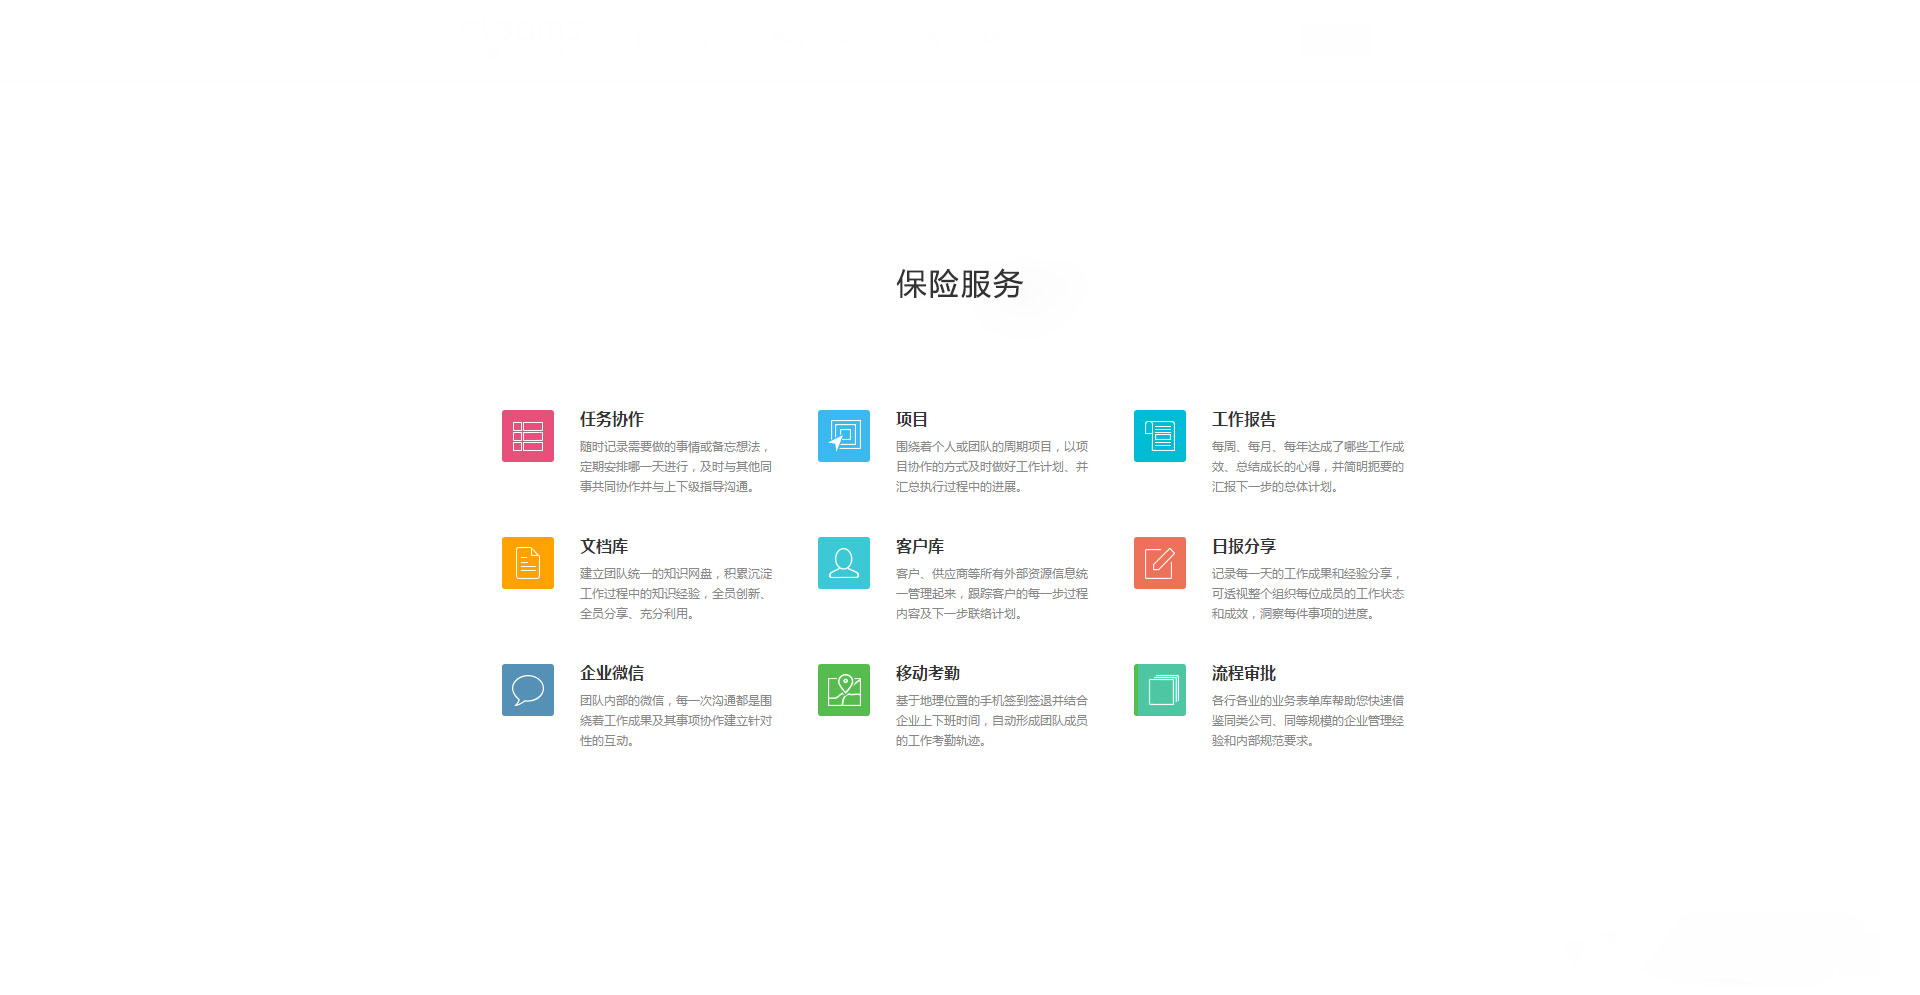 保险服务
任务协作
随时记录需要做的事情或备忘想法，
定期安排哪一天进行，及时与其他同
事共同协作并与上下级指导沟通。
项目
围绕着个人或团队的周期项目，以项
目协作的方式及时做好工作计划、并
汇总执行过程中的进展。
工作报告
每周、每月、每年达成了哪些工作成
效、总结成长的心得，并简明扼要的
汇报下一步的总体计划。
文档库
建立团队统一的知识网盘，积累沉淀
工作过程中的知识经验，全员创新、
全员分享、充分利用。
客户库
客户、供应商等所有外部资源信息统
一管理起来，跟踪客户的每一步过程
内容及下一步联络计划。
日报分享
记录每一天的工作成果和经验分享，
可透视整个组织每位成员的工作状态
和成效，洞察每件事项的进度。
企业微信
团队内部的微信，每一次沟通都是围
绕着工作成果及其事项协作建立针对
性的互动。
移动考勤
基于地理位置的手机签到签退并结合
企业上下班时间，自动形成团队成员
的工作考勤轨迹。
流程审批
各行各业的业务表单库帮助您快速借
鉴同类公司、同等规模的企业管理经
验和内部规范要求。